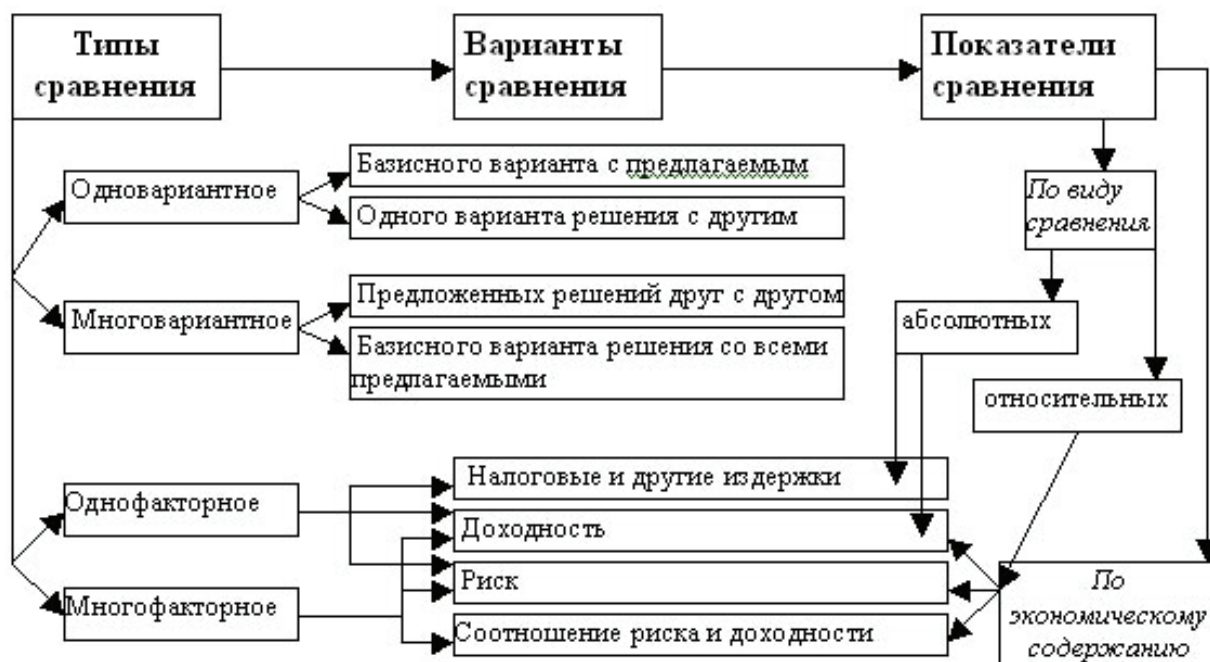 Типы
сравнения
Варианты
сравнения
Показатели
сравнения
Одновариантное
Базисного варианта с предлагаемым
Одного варианта решения с другим
По виду
сравнения
Многовариантное
Предложенных решений друг с другом
Базисного варианта решения со всеми
предлагаемыми
абсолютных
относительных
Однофакторное
Налоговые и другие издержки
Доходность
Многофакторное
Риск
Соотношение риска и доходности
По
экономическому
содержанию